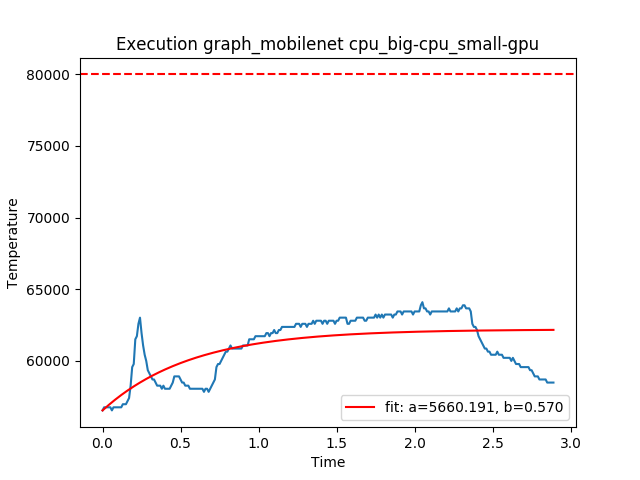 Execution graph_mobilenet cpu_big-cpu_small-gpu
80000
75000
70000
65000
60000
Temperature
fit: a=5660.191, b=0.570
0.0 0.5 1.0 1.5 2.0 2.5 3.0
Time